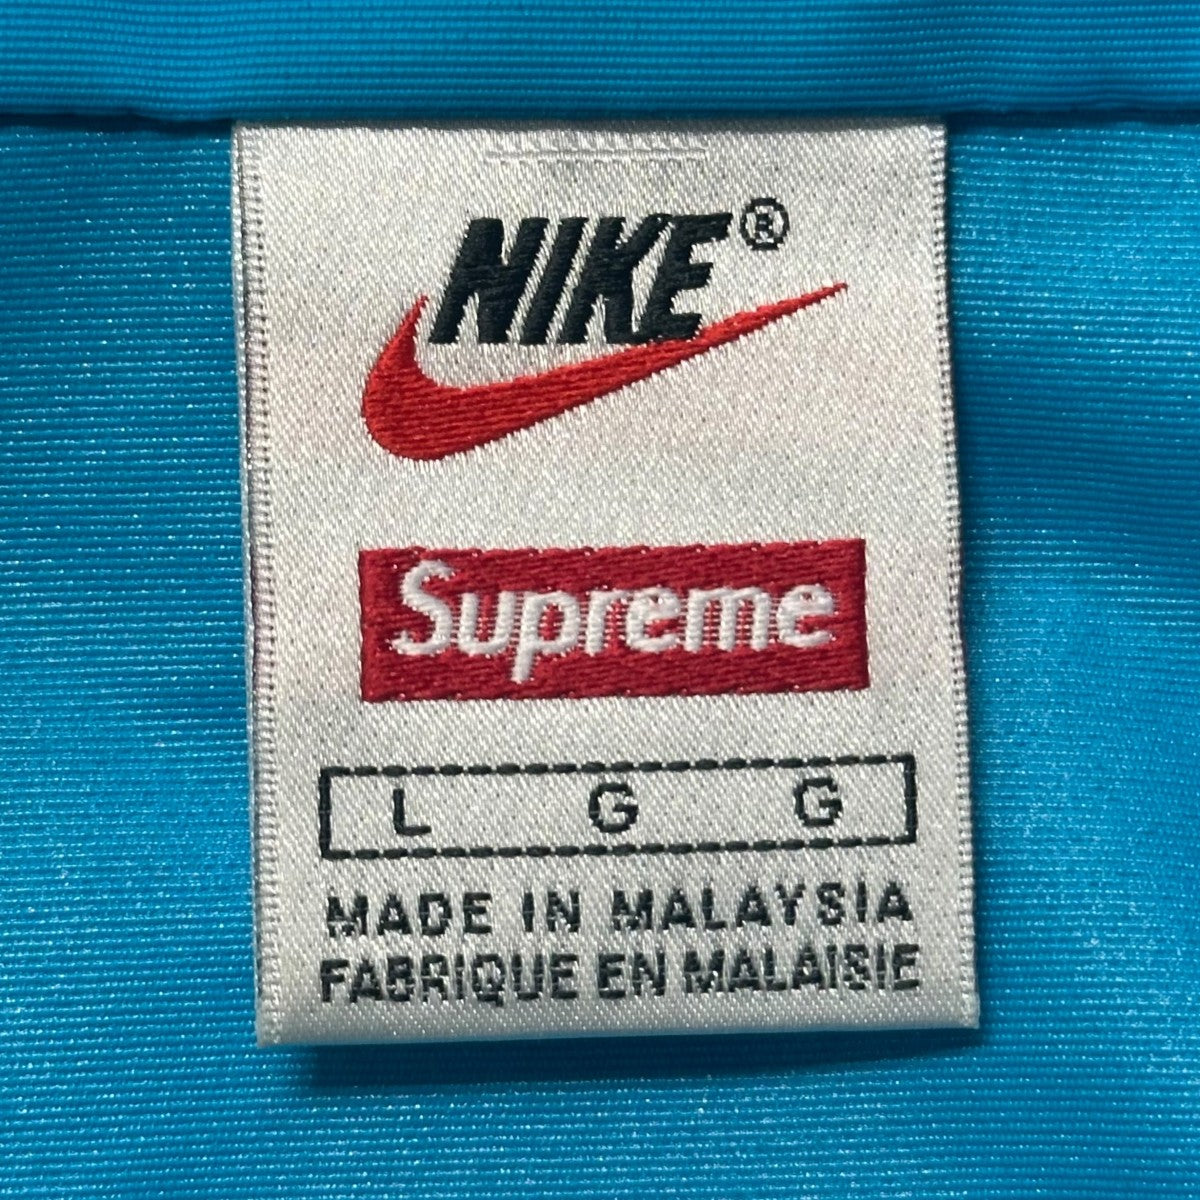 NIKE®
Supreme
L G G
MADE IN MALAYSIA
FABRIQUE EN MALAISIE